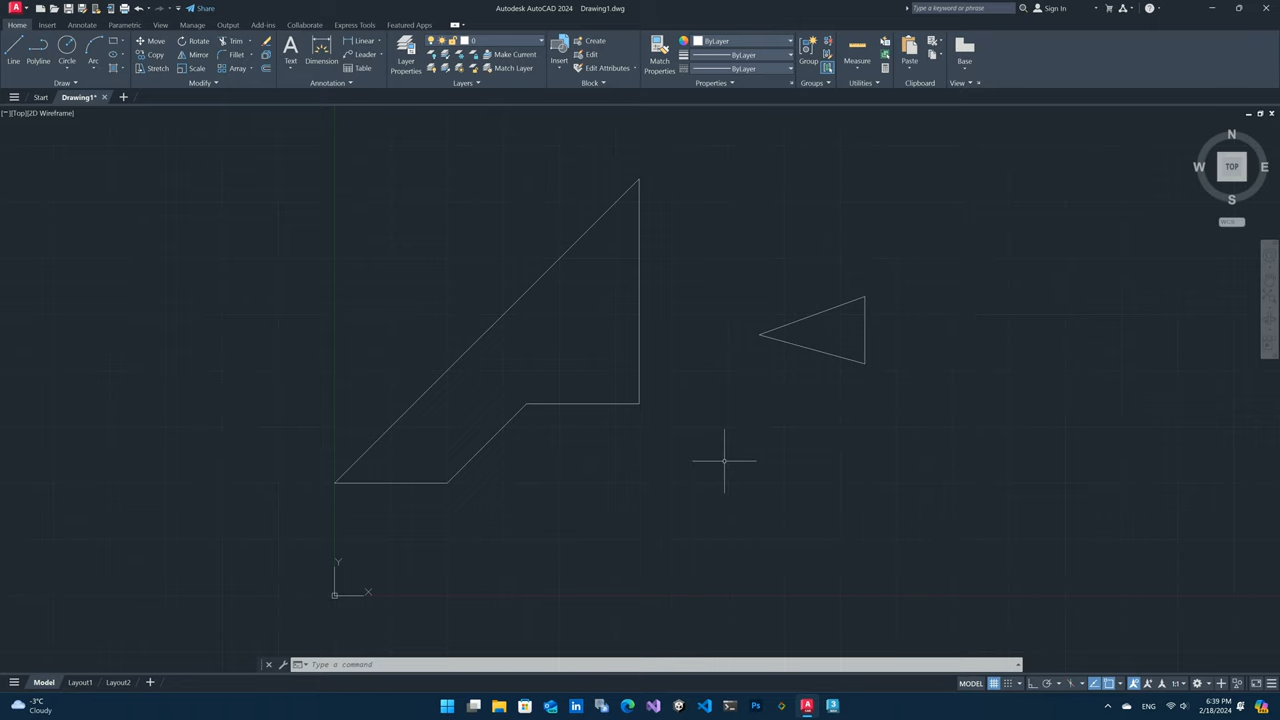 Share
Autodesk AutoCAD 2024 Drawing1.dwg
Type a keyword or phrase
Sign In
Home Insert Annotate Parametric View Manage Output Add-ins Collaborate Express Tools Featured Apps
Line Polyline Circle Arc
Move Rotate Trim
Copy Mirror Fillet
Stretch Scale Array
Text Dimension
Linear
Leader
Table
Layer Properties
0
Make Current
Match Layer
Insert
Create
Edit
Edit Attributes
Match Properties
ByLayer
ByLayer
ByLayer
Group
Measure
Paste
Base
Draw Modify Annotation Layers Block Properties Groups Utilities Clipboard View
Start Drawing1*
[−][Top][2D Wireframe]
N
W TOP E
S
WCS
Y
X
Type a command
Model Layout1 Layout2
MODEL
1:1
-3°C
Cloudy
ENG
6:39 PM
2/18/2024